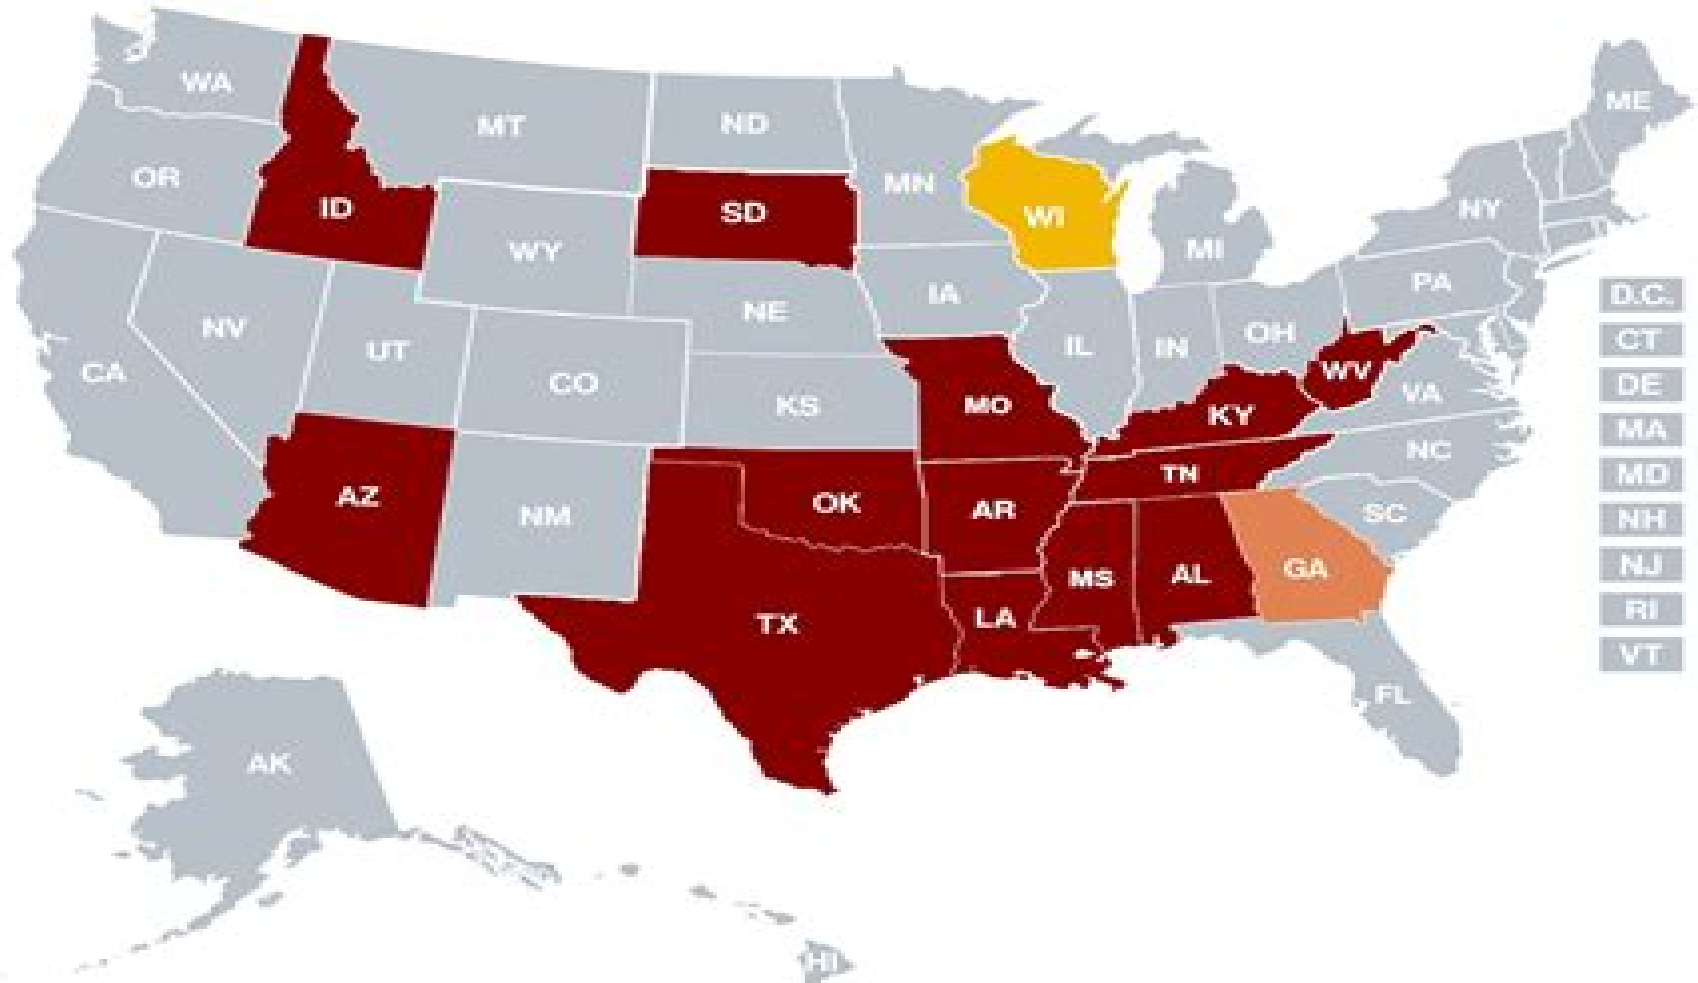 WA
MT
ND
MN
ME
OR
ID
SD
WI
NY
WY
MI
IA
PA
NE
NV
UT
CO
IL
IN
OH
WV
VA
CA
KS
MO
KY
NC
AZ
NM
OK
AR
TN
SC
MS
AL
GA
TX
LA
FL
D.C.
CT
DE
MA
MD
NH
NJ
RI
VT
AK
HI